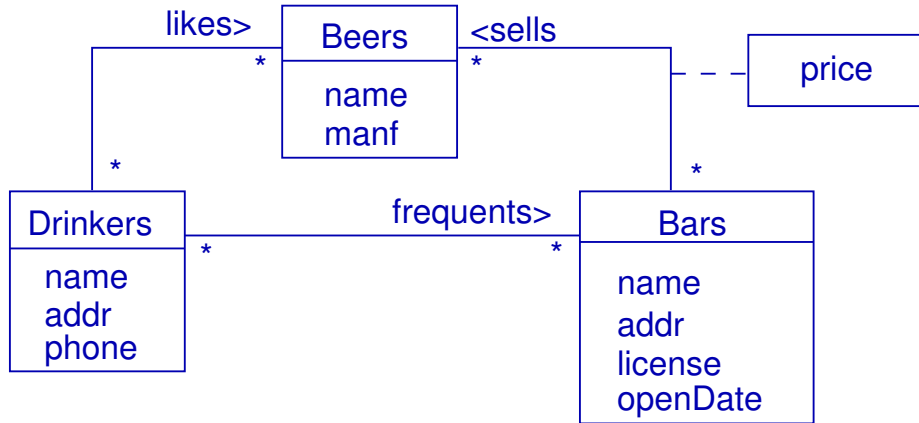 likes>
Beers
<sells
*
*
name
manf
price
*
*
Drinkers
frequents>
Bars
*
*
name
addr
phone
name
addr
license
openDate